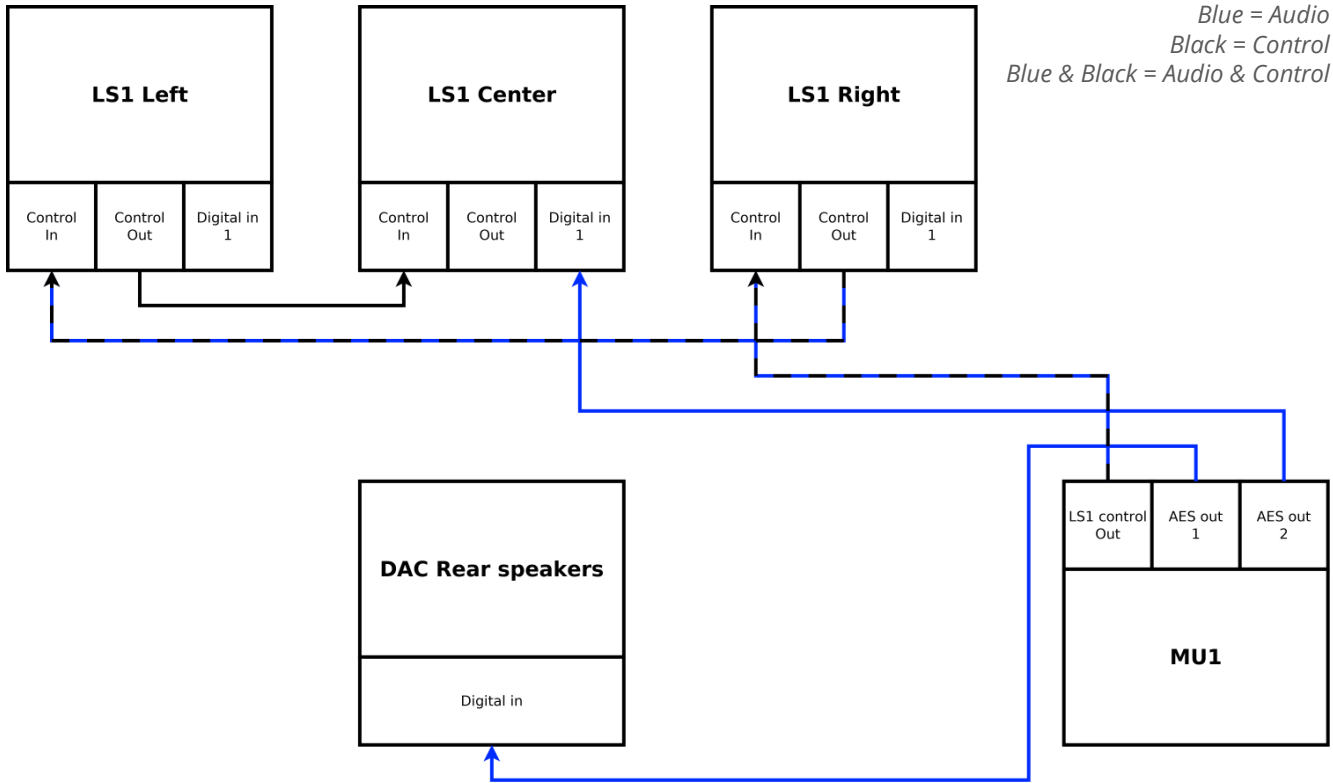 Blue = Audio
Black = Control
Blue & Black = Audio & Control
LS1 Left
Control
In
Control
Out
Digital in
1
LS1 Center
Control
In
Control
Out
Digital in
1
LS1 Right
Control
In
Control
Out
Digital in
1
DAC Rear speakers
Digital in
LS1 control
Out
AES out
1
AES out
2
MU1